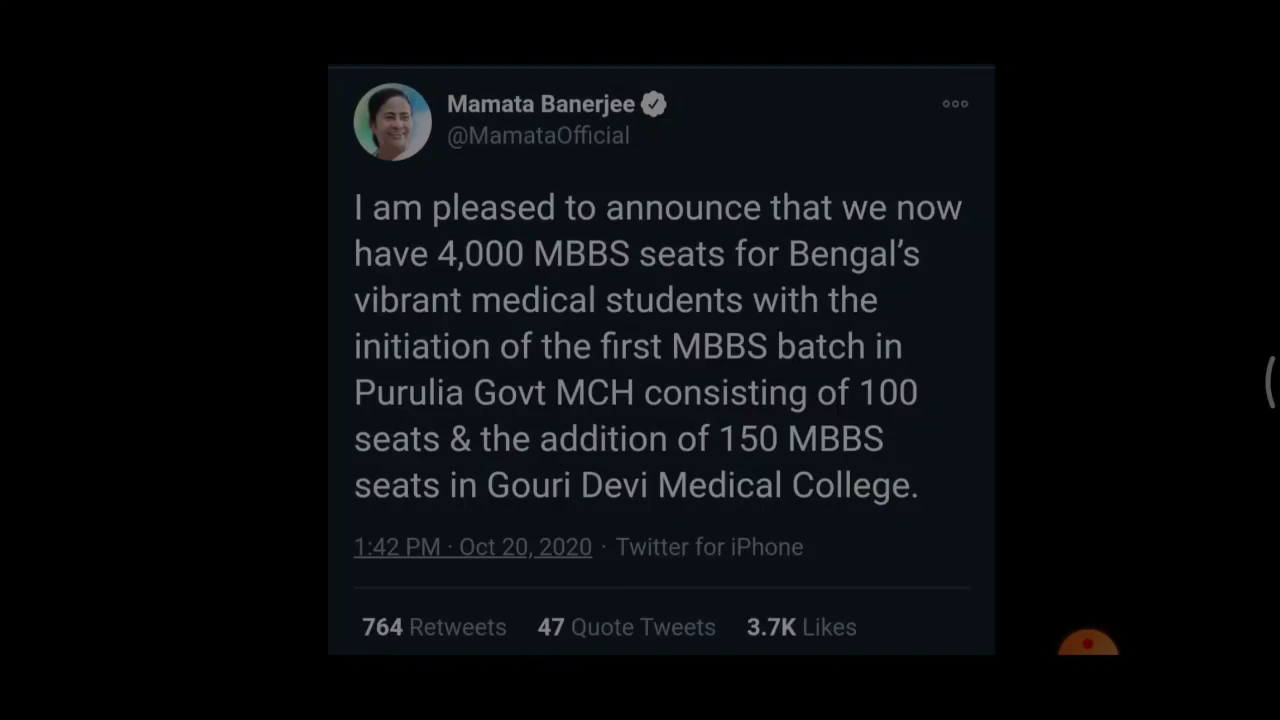 Mamata Banerjee
@MamataOfficial
I am pleased to announce that we now
have 4,000 MBBS seats for Bengal’s
vibrant medical students with the
initiation of the first MBBS batch in
Purulia Govt MCH consisting of 100
seats & the addition of 150 MBBS
seats in Gouri Devi Medical College.
1:42 PM · Oct 20, 2020 · Twitter for iPhone
764 Retweets 47 Quote Tweets 3.7K Likes